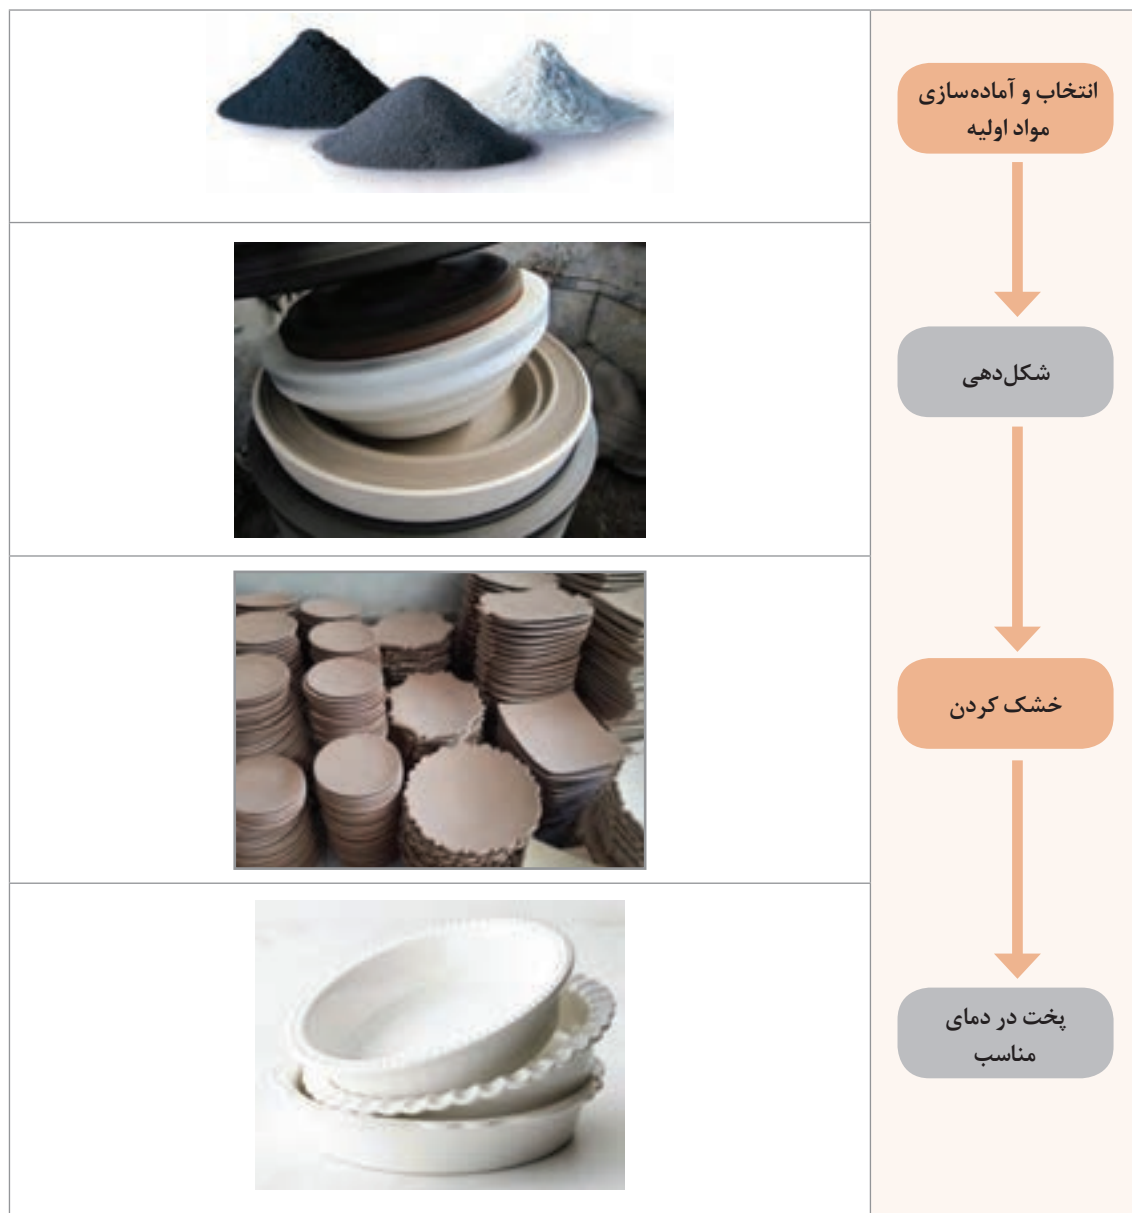 انتخاب و آماده‌سازی
مواد اولیه
شکل‌دهی
خشک کردن
پخت در دمای
مناسب